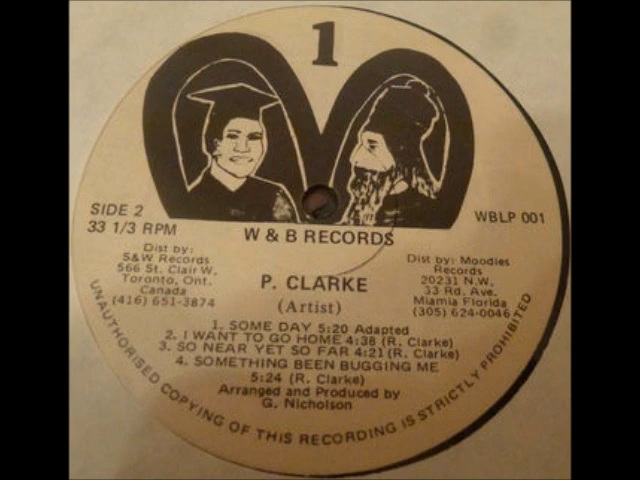 1
SIDE 2
33 1/3 RPM
WBLP 001
W & B RECORDS
Dist by:
S&W Records
566 St. Clair W.
Toronto, Ont.
Canada
(416) 651-3874
Dist by: Moodies
Records
20231 N.W.
33 Rd. Ave.
Miamia Florida
(305) 624-0046
P. CLARKE
(Artist)
1. SOME DAY 5:20 Adapted
2. I WANT TO GO HOME 4:38 (R. Clarke)
3. SO NEAR YET SO FAR 4:21 (R. Clarke)
4. SOMETHING BEEN BUGGING ME
5:24 (R. Clarke)
Arranged and Produced by
G. Nicholson
UNAUTHORISED COPYING OF THIS RECORDING IS STRICTLY PROHIBITED